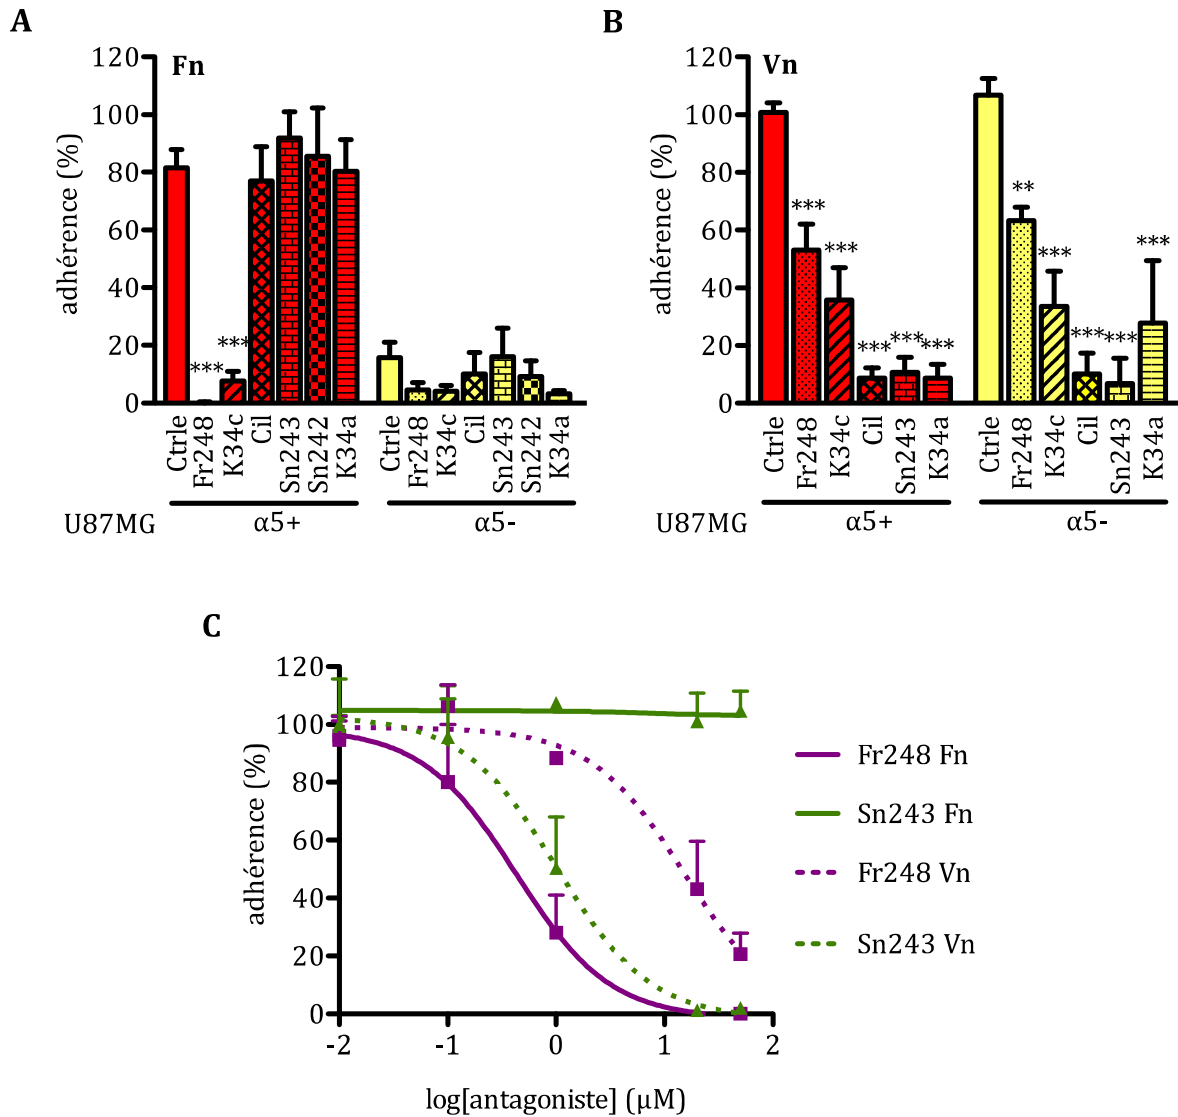 A
Fn
120
100
80
60
40
20
0
adhérence (%)
***
***
Ctrle
Fr248
K34c
Cil
Sn243
Sn242
K34a
Ctrle
Fr248
K34c
Cil
Sn243
Sn242
K34a
U87MG
α5+
α5-
B
Vn
120
100
80
60
40
20
0
adhérence (%)
***
***
***
***
***
**
***
***
***
***
Ctrle
Fr248
K34c
Cil
Sn243
K34a
Ctrle
Fr248
K34c
Cil
Sn243
K34a
U87MG
α5+
α5-
C
120
100
80
60
40
20
0
adhérence (%)
-2
-1
0
1
2
log[antagoniste] (μM)
Fr248 Fn
Sn243 Fn
Fr248 Vn
Sn243 Vn